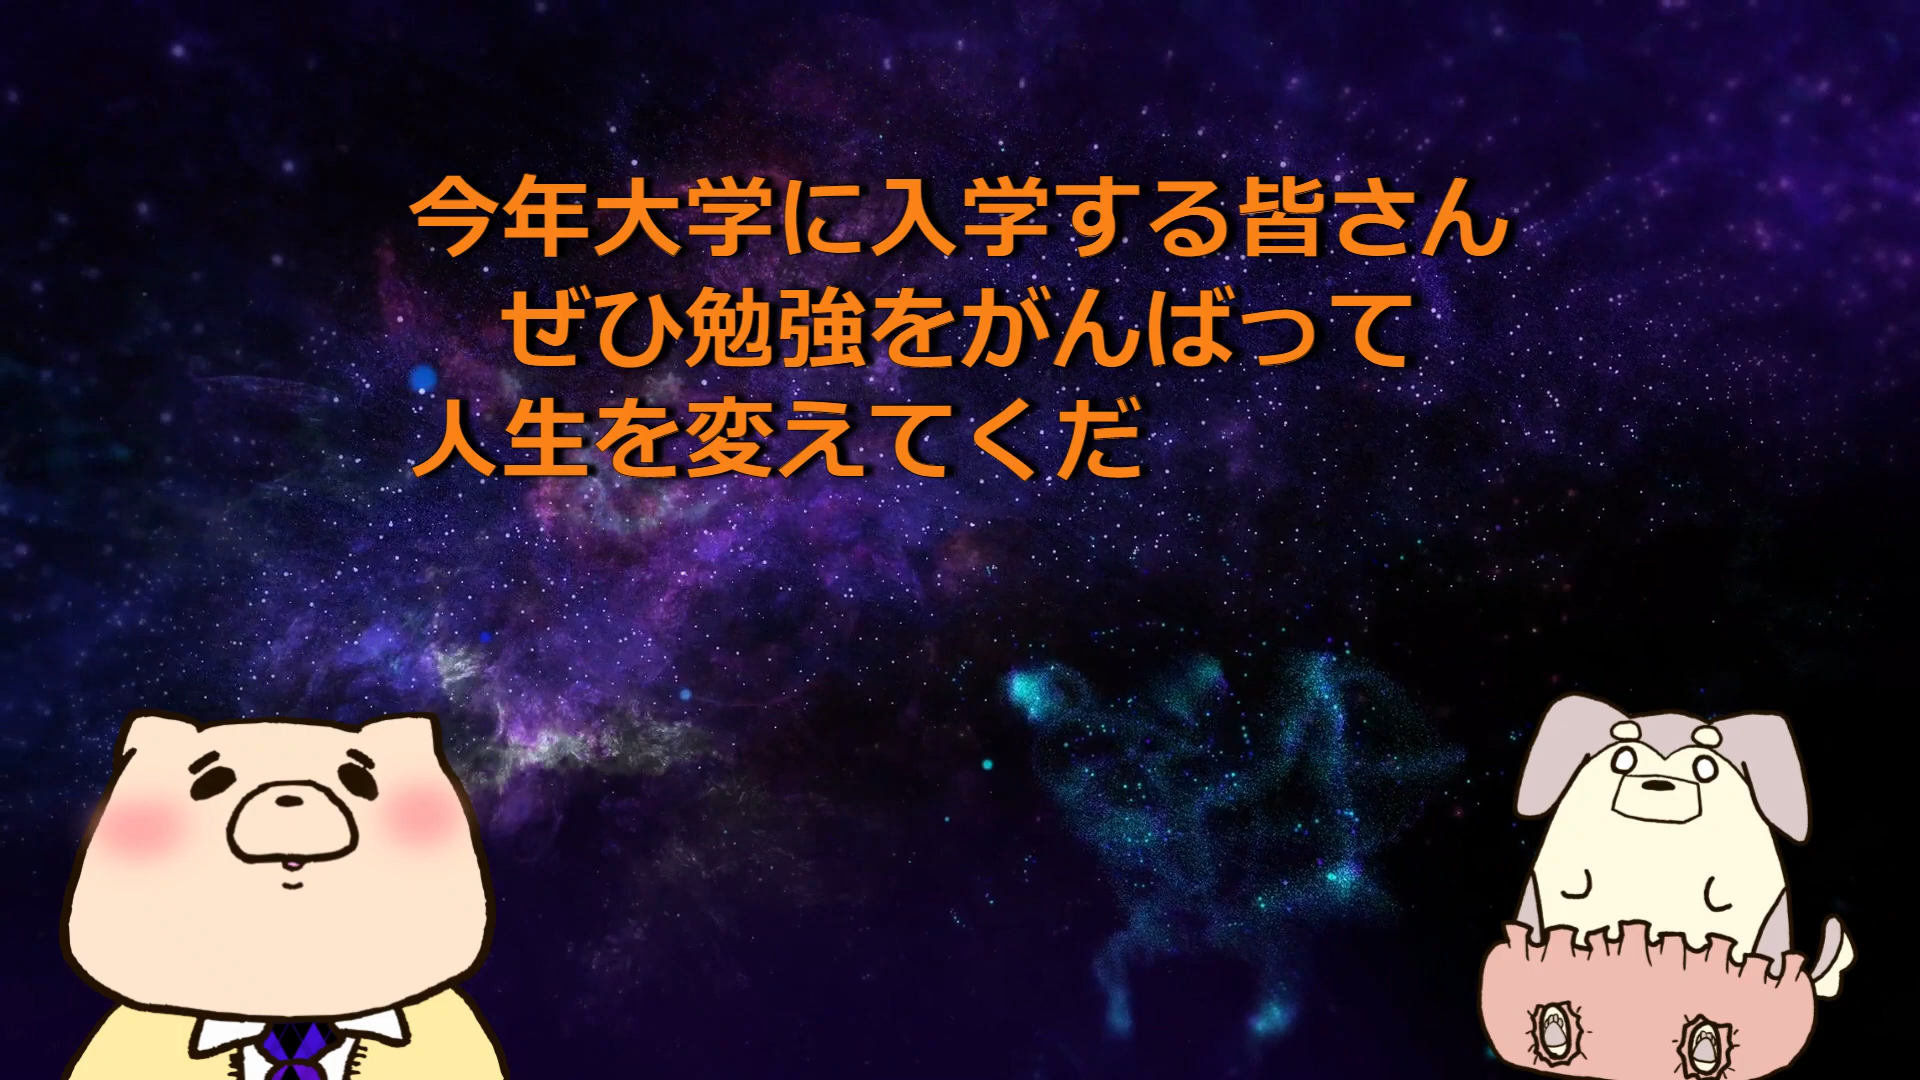 今年大学に入学する皆さん
ぜひ勉強をがんばって
人生を変えてくだ